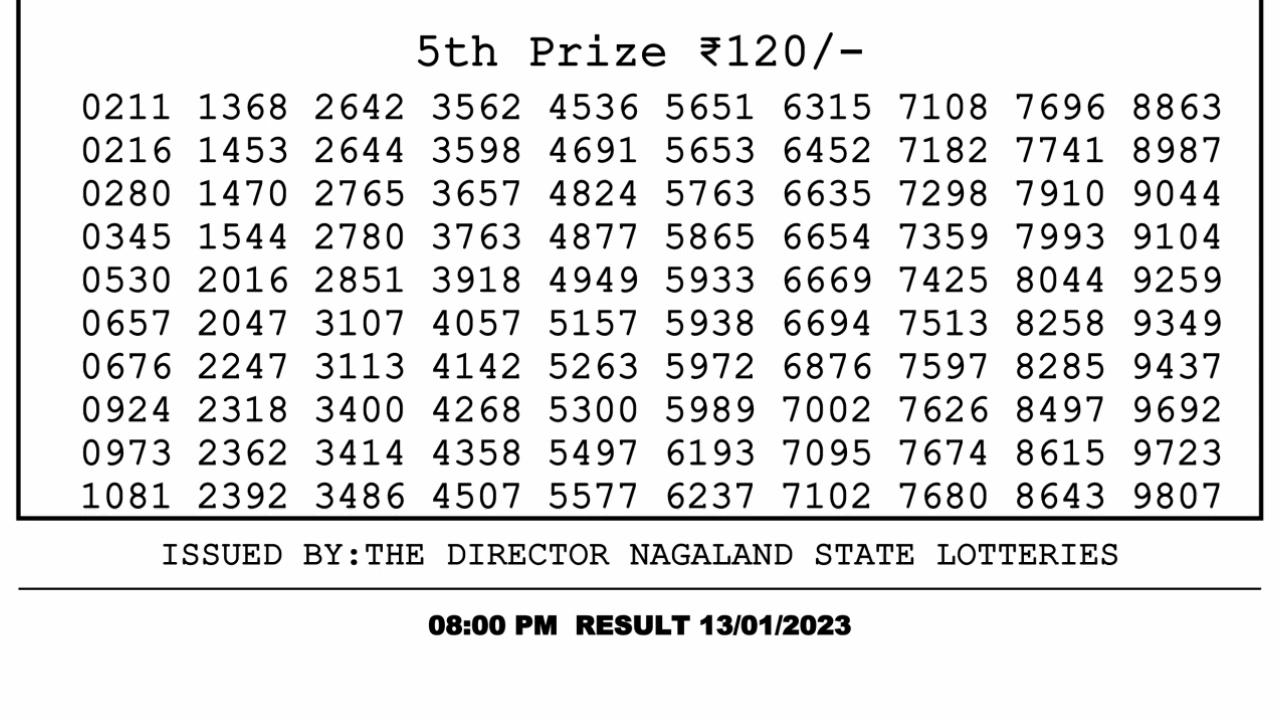 5th Prize ₹120/-
0211 1368 2642 3562 4536 5651 6315 7108 7696 8863
0216 1453 2644 3598 4691 5653 6452 7182 7741 8987
0280 1470 2765 3657 4824 5763 6635 7298 7910 9044
0345 1544 2780 3763 4877 5865 6654 7359 7993 9104
0530 2016 2851 3918 4949 5933 6669 7425 8044 9259
0657 2047 3107 4057 5157 5938 6694 7513 8258 9349
0676 2247 3113 4142 5263 5972 6876 7597 8285 9437
0924 2318 3400 4268 5300 5989 7002 7626 8497 9692
0973 2362 3414 4358 5497 6193 7095 7674 8615 9723
1081 2392 3486 4507 5577 6237 7102 7680 8643 9807
ISSUED BY:THE DIRECTOR NAGALAND STATE LOTTERIES
08:00 PM RESULT 13/01/2023